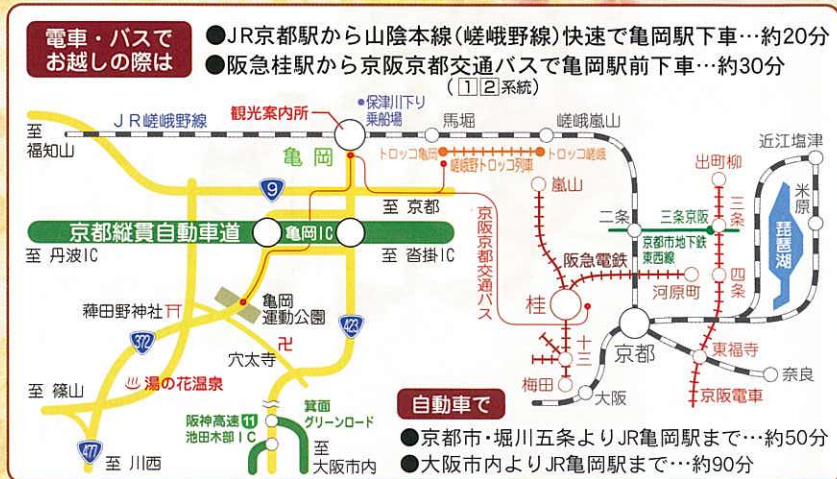 電車・バスで
お越しの際は
●JR京都駅から山陰本線(嵯峨野線)快速で亀岡駅下車…約20分
●阪急桂駅から京阪京都交通バスで亀岡駅前下車…約30分
(12系統)
JR嵯峨野線
観光案内所
保津川下り
乗船場
馬堀
嵯峨嵐山
至
福知山
亀岡
トロッコ亀岡
嵯峨野トロッコ列車
トロッコ嵯峨
近江塩津
出町柳
米原
嵐山
9
至 京都
二条
三条京阪
三条
琵琶湖
京都縦貫自動車道
亀岡IC
京都市地下鉄
東西線
至 丹波IC
至 沓掛IC
京阪京都交通バス
阪急電鉄
河原町
四条
薭田野神社
亀岡
運動公園
桂
372
423
穴太寺
京都
十三
東福寺
至 篠山
湯の花温泉
梅田
奈良
京阪電車
大阪
477
至 川西
阪神高速11
池田木部IC
箕面
グリーンロード
至
大阪市内
自動車で
●京都市・堀川五条よりJR亀岡駅まで…約50分
●大阪市内よりJR亀岡駅まで…約90分